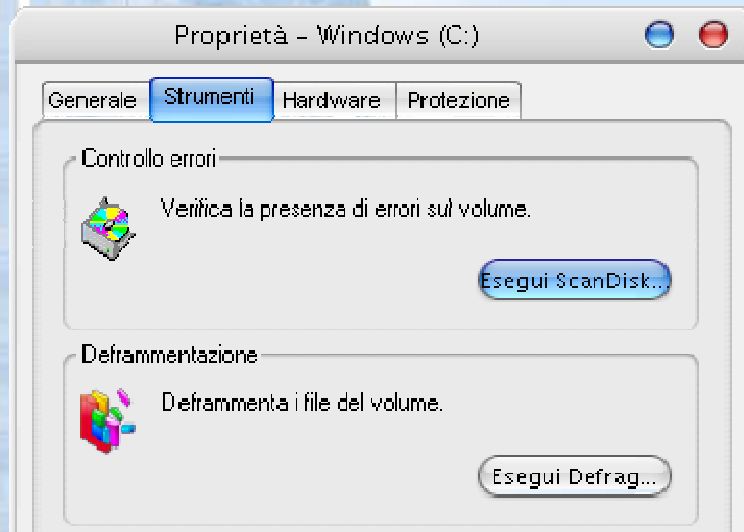 Proprietà - Windows (C:)
Generale Strumenti Hardware Protezione
Controllo errori
Verifica la presenza di errori sul volume.
Esegui ScanDisk...
Deframmentazione
Deframmenta i file del volume.
Esegui Defrag...